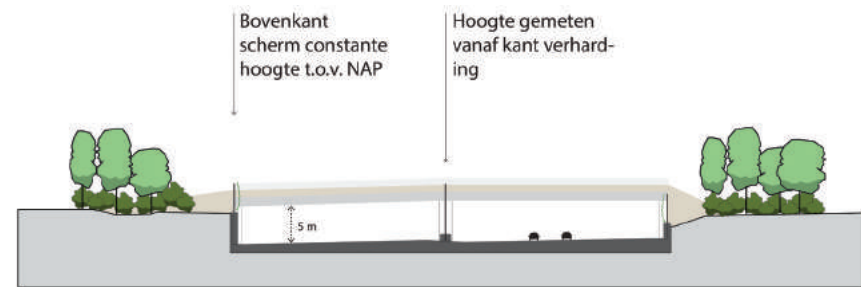 Bovenkant
scherm constante
hoogte t.o.v. NAP
Hoogte gemeten
vanaf kant verhard-
ing
5 m